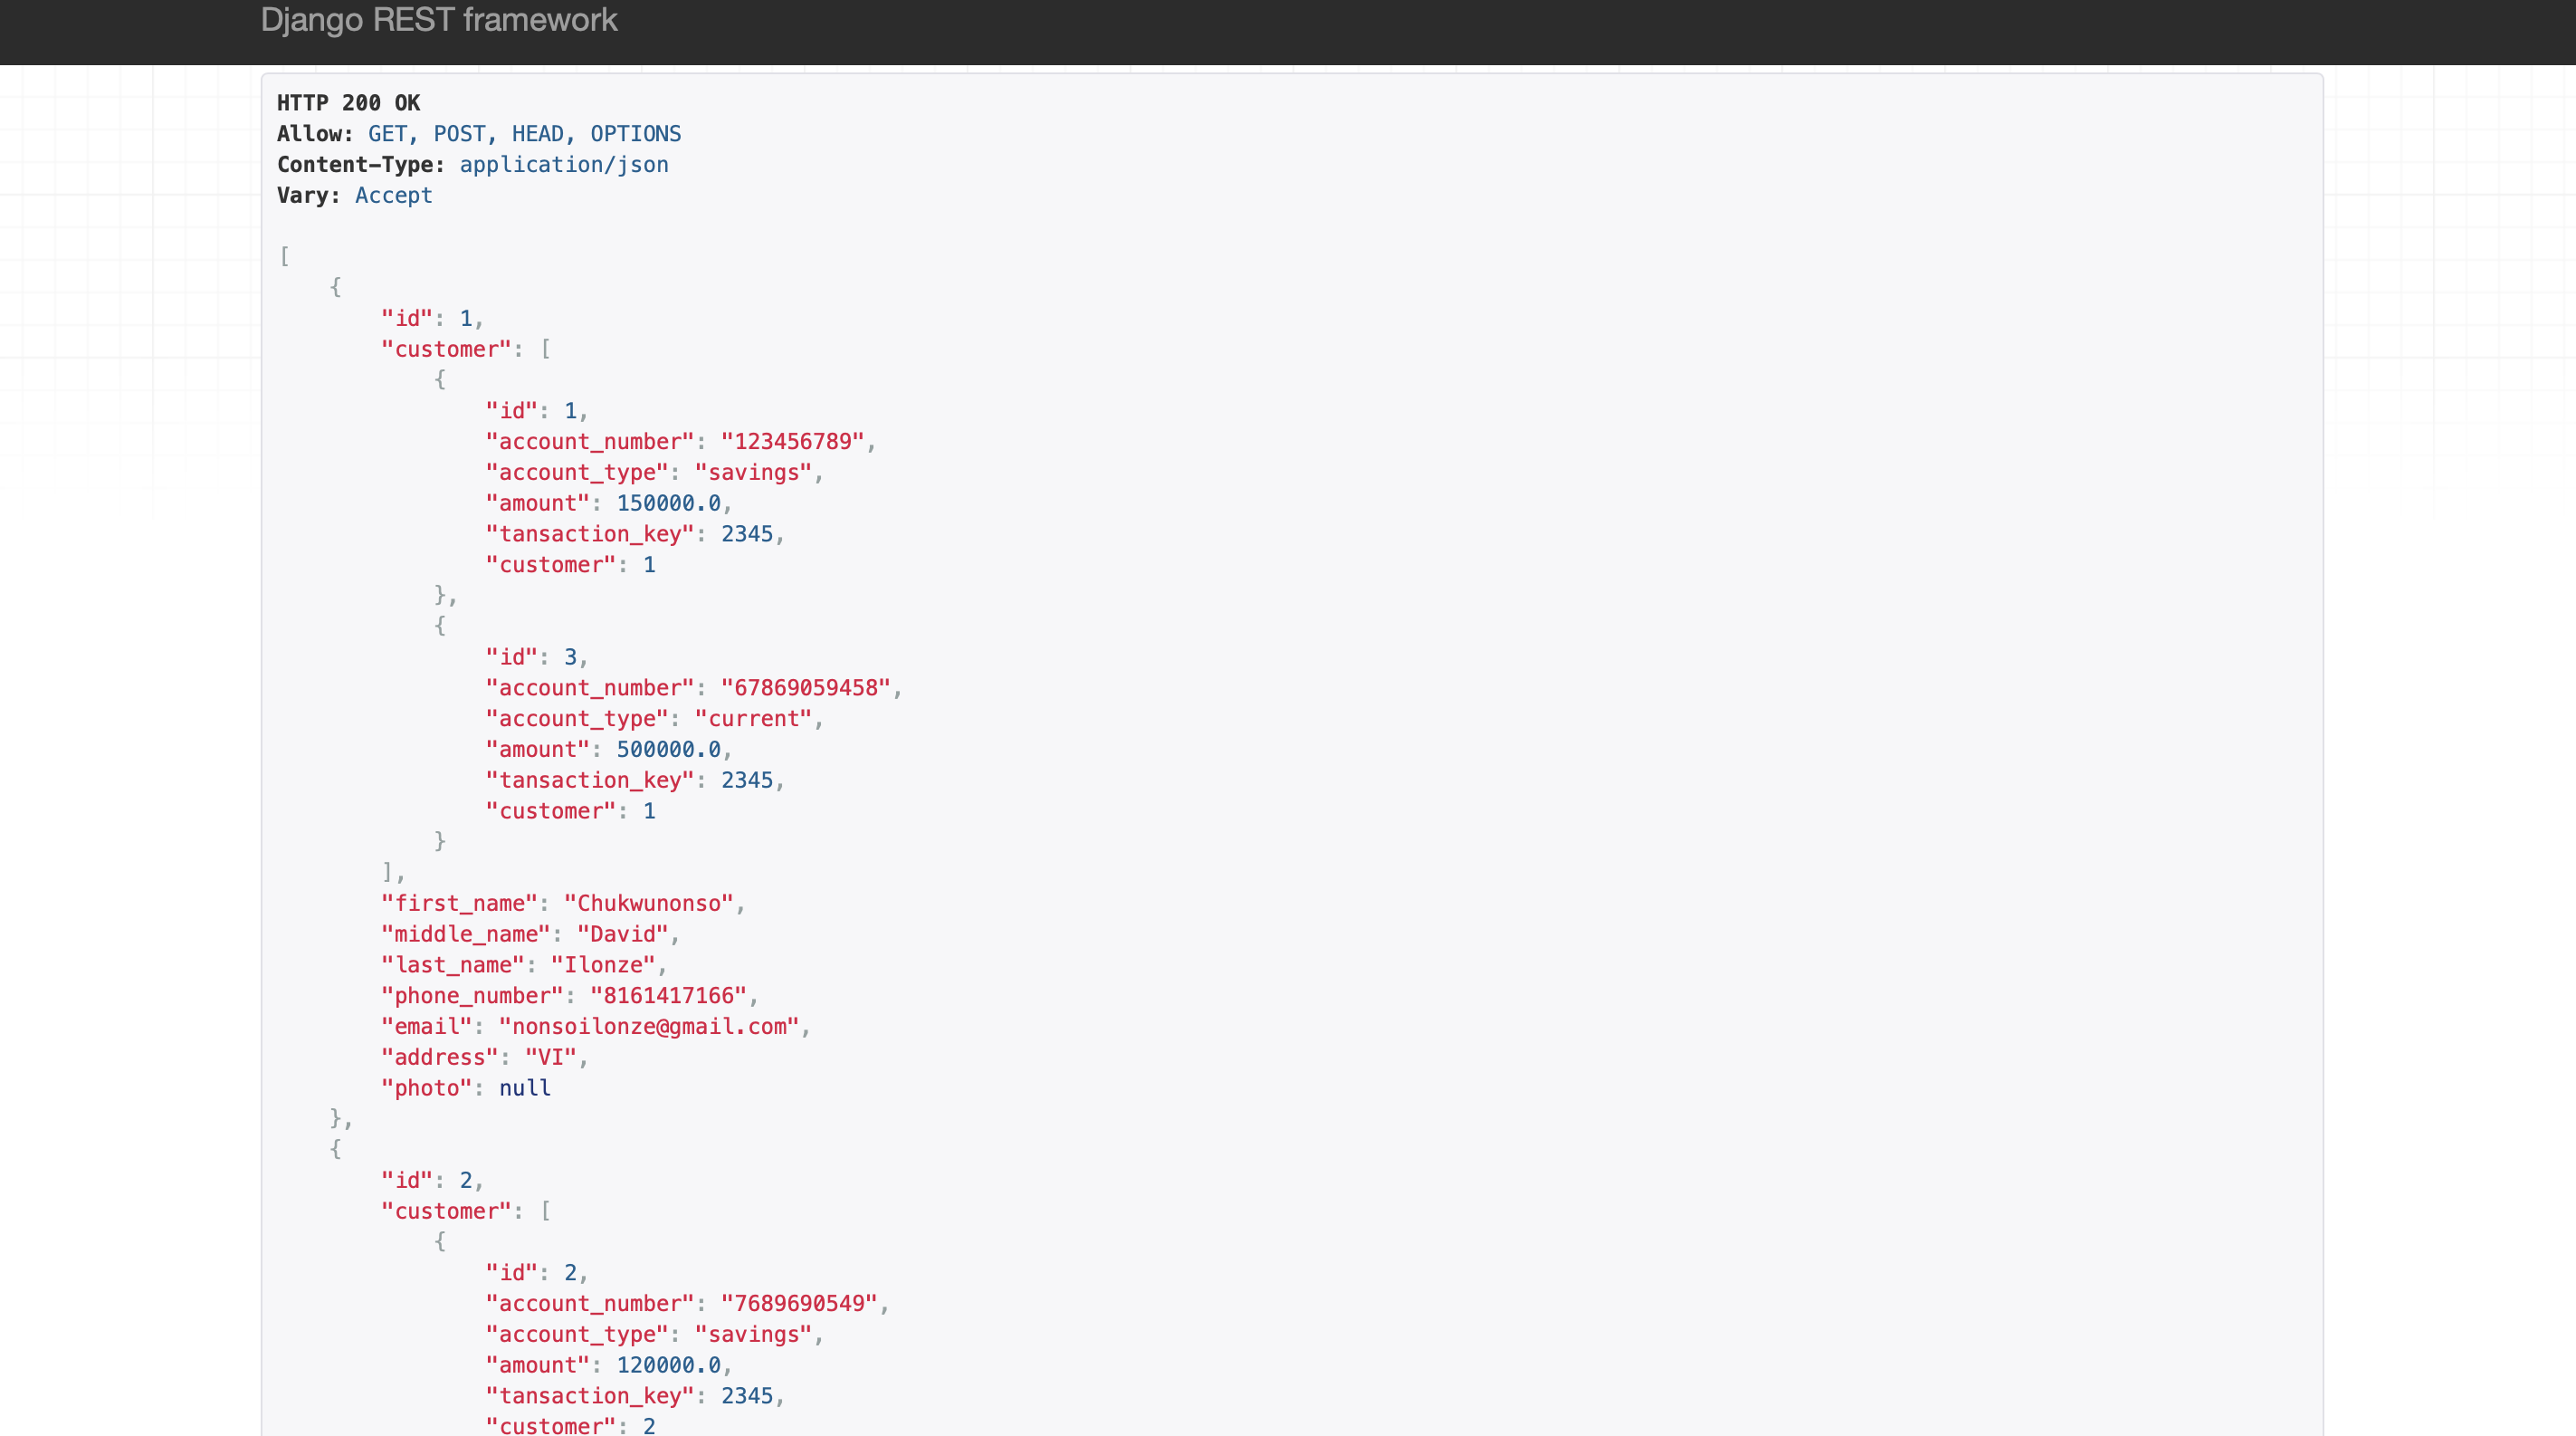 Django REST framework
HTTP 200 OK
Allow: GET, POST, HEAD, OPTIONS
Content-Type: application/json
Vary: Accept
[
{
"id": 1,
"customer": [
{
"id": 1,
"account_number": "123456789",
"account_type": "savings",
"amount": 150000.0,
"tansaction_key": 2345,
"customer": 1
},
{
"id": 3,
"account_number": "67869059458",
"account_type": "current",
"amount": 500000.0,
"tansaction_key": 2345,
"customer": 1
}
],
"first_name": "Chukwunonso",
"middle_name": "David",
"last_name": "Ilonze",
"phone_number": "8161417166",
"email": "nonsoilonze@gmail.com",
"address": "VI",
"photo": null
},
{
"id": 2,
"customer": [
{
"id": 2,
"account_number": "7689690549",
"account_type": "savings",
"amount": 120000.0,
"tansaction_key": 2345,
"customer": 2